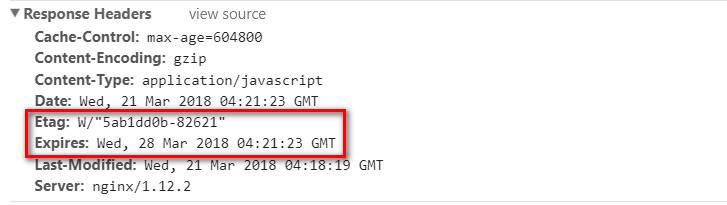 Response Headers view source
Cache-Control: max-age=604800
Content-Encoding: gzip
Content-Type: application/javascript
Date: Wed, 21 Mar 2018 04:21:23 GMT
Etag: W/"5ab1dd0b-82621"
Expires: Wed, 28 Mar 2018 04:21:23 GMT
Last-Modified: Wed, 21 Mar 2018 04:18:19 GMT
Server: nginx/1.12.2